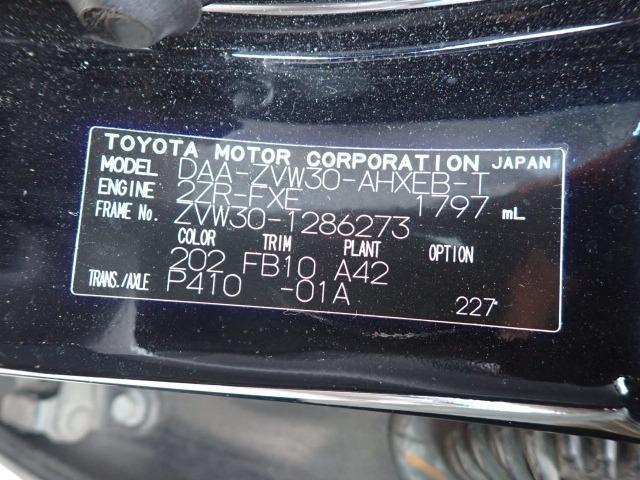 TOYOTA MOTOR CORPORATION JAPAN
MODEL DAA-ZVW30-AHXEB-T
ENGINE 2ZR-FXE 1797 mL
FRAME No. ZVW30-1286273
COLOR TRIM PLANT OPTION
202 FB10 A42
TRANS./AXLE P410 -01A
227